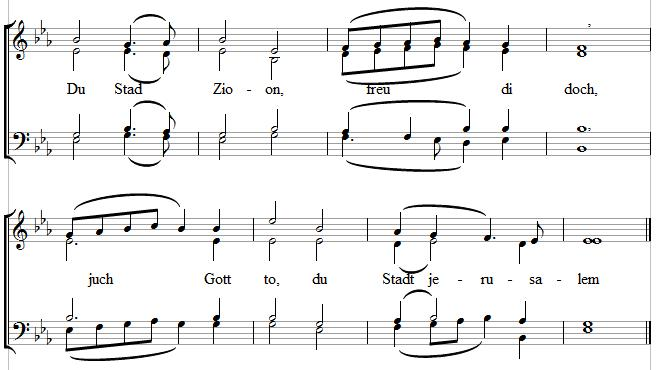 Du Stad Zio - on, freu di doch,
juch Gott to, du Stadt je - ru - sa - lem